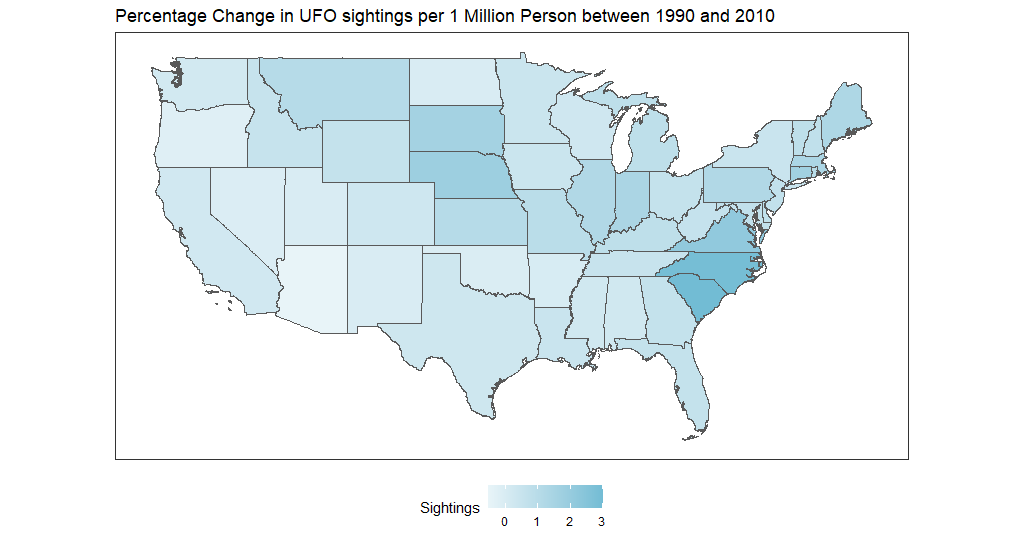 Percentage Change in UFO sightings per 1 Million Person between 1990 and 2010
Sightings
0 1 2 3